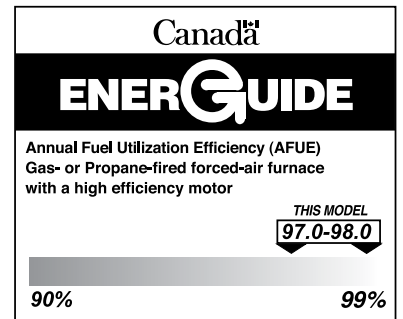 Canada
ENERGUIDE
Annual Fuel Utilization Efficiency (AFUE)
Gas- or Propane-fired forced-air furnace
with a high efficiency motor
THIS MODEL
97.0-98.0
90%
99%